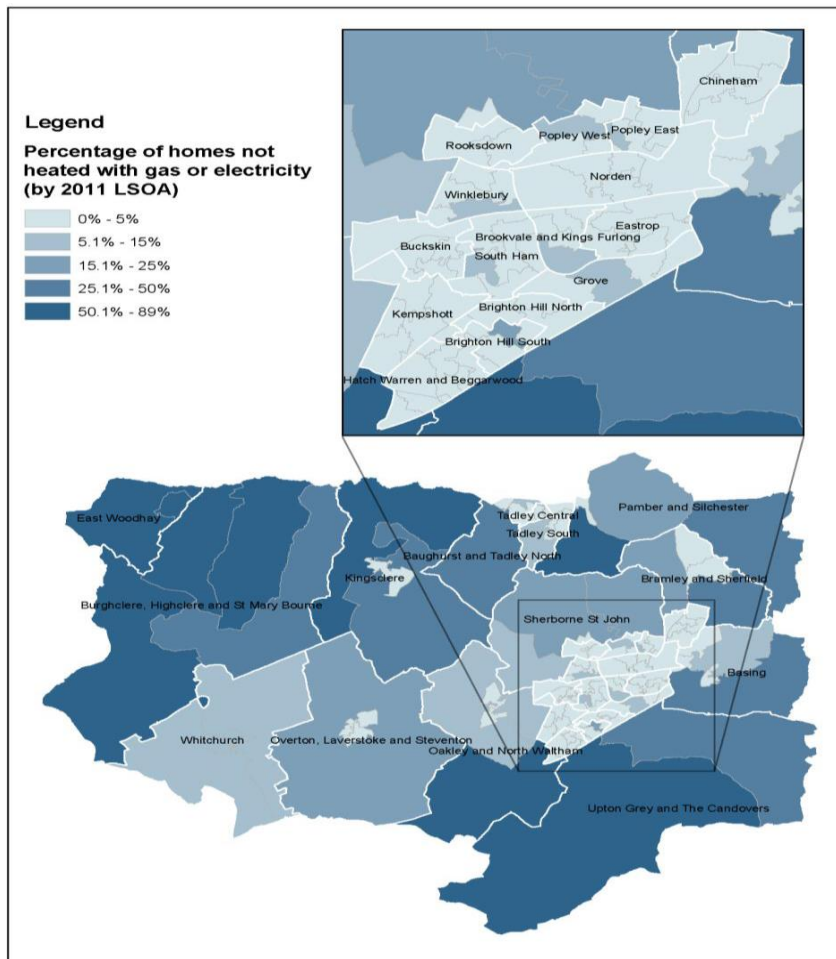 Legend
Percentage of homes not
heated with gas or electricity
(by 2011 LSOA)
0% - 5%
5.1% - 15%
15.1% - 25%
25.1% - 50%
50.1% - 89%
Chineham
Popley East
Popley West
Rooksdown
Norden
Winklebury
Eastrop
Brookvale and Kings Furlong
Buckskin
South Ham
Grove
Brighton Hill North
Kempshott
Brighton Hill South
Hatch Warren and Beggarwood
East Woodhay
Tadley Central
Pamber and Silchester
Tadley South
Baughurst and Tadley North
Kingsclere
Bramley and Sherfield
Burghclere, Highclere and St Mary Bourne
Sherborne St John
Basing
Whitchurch
Overton, Laverstoke and Steventon
Oakley and North Waltham
Upton Grey and The Candovers